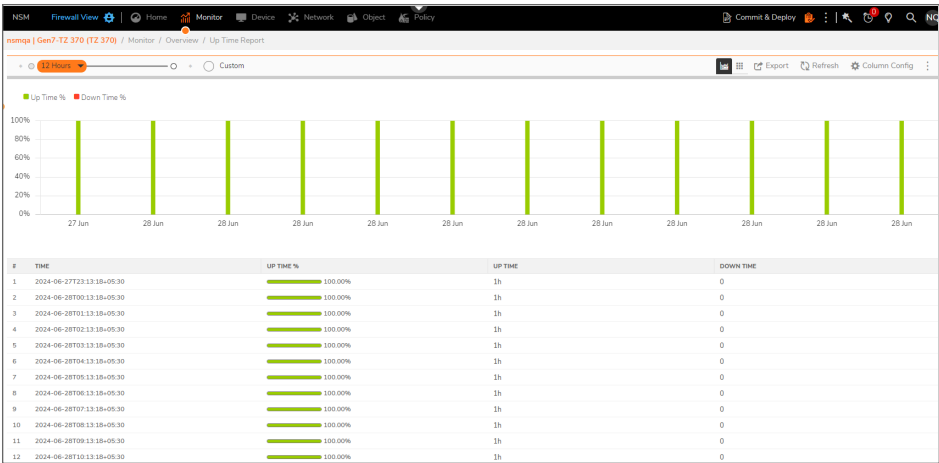 NSM Firewall View Home Monitor Device Network Object Policy Commit & Deploy 0 NQ
nsmqa | Gen7-TZ 370 (TZ 370) / Monitor / Overview / Up Time Report
12 Hours Custom Export Refresh Column Config
Up Time % Down Time %
100%
80%
60%
40%
20%
0%
27 Jun 28 Jun 28 Jun 28 Jun 28 Jun 28 Jun 28 Jun 28 Jun 28 Jun 28 Jun 28 Jun 28 Jun
# TIME UP TIME % UP TIME DOWN TIME
1 2024-06-27T23:13:18+05:30 100.00% 1h 0
2 2024-06-28T00:13:18+05:30 100.00% 1h 0
3 2024-06-28T01:13:18+05:30 100.00% 1h 0
4 2024-06-28T02:13:18+05:30 100.00% 1h 0
5 2024-06-28T03:13:18+05:30 100.00% 1h 0
6 2024-06-28T04:13:18+05:30 100.00% 1h 0
7 2024-06-28T05:13:18+05:30 100.00% 1h 0
8 2024-06-28T06:13:18+05:30 100.00% 1h 0
9 2024-06-28T07:13:18+05:30 100.00% 1h 0
10 2024-06-28T08:13:18+05:30 100.00% 1h 0
11 2024-06-28T09:13:18+05:30 100.00% 1h 0
12 2024-06-28T10:13:18+05:30 100.00% 1h 0